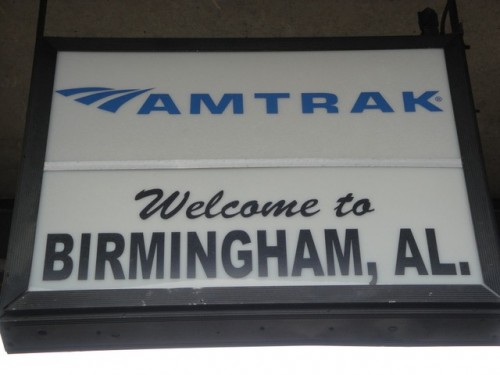 AMTRAK®
Welcome to
BIRMINGHAM, AL.